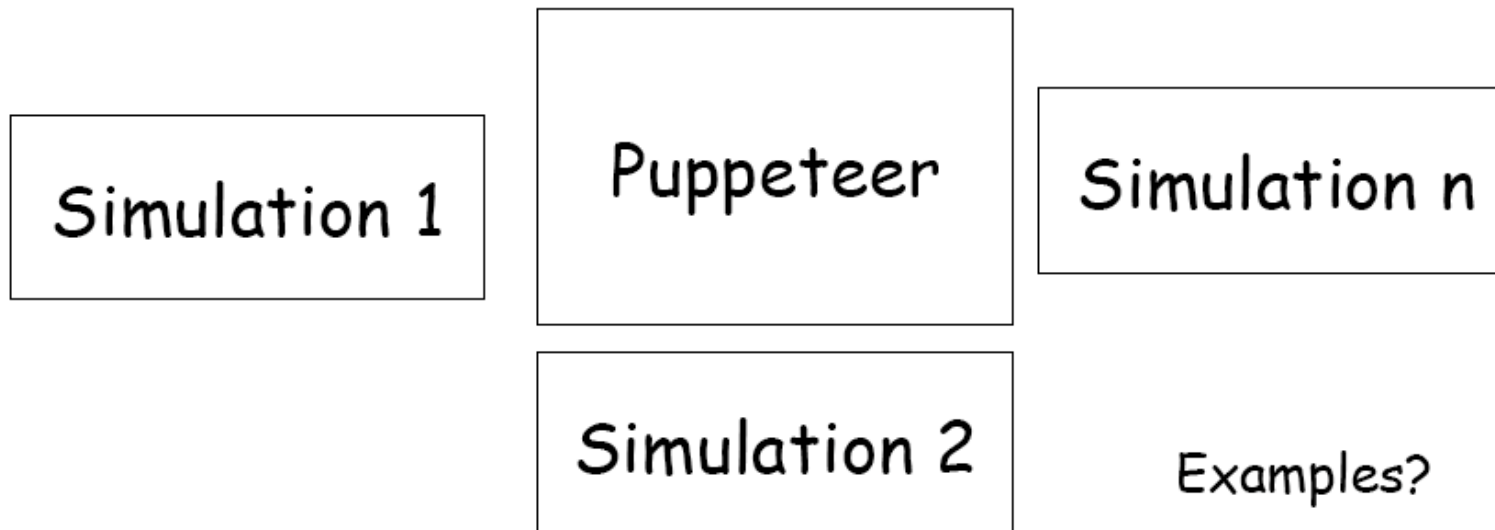 Simulation 1
Puppeteer
Simulation n
Simulation 2
Examples?